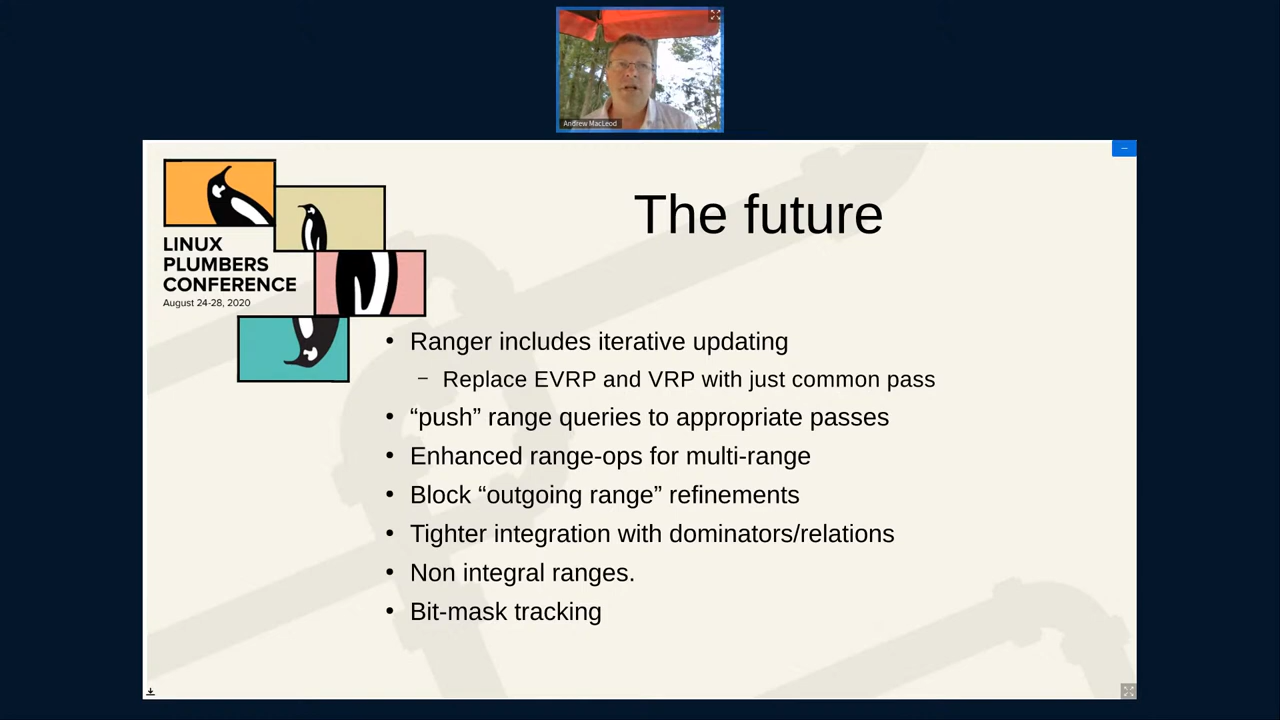 Andrew MacLeod
The future
LINUX
PLUMBERS
CONFERENCE
August 24-28, 2020
• Ranger includes iterative updating
– Replace EVRP and VRP with just common pass
• “push” range queries to appropriate passes
• Enhanced range-ops for multi-range
• Block “outgoing range” refinements
• Tighter integration with dominators/relations
• Non integral ranges.
• Bit-mask tracking